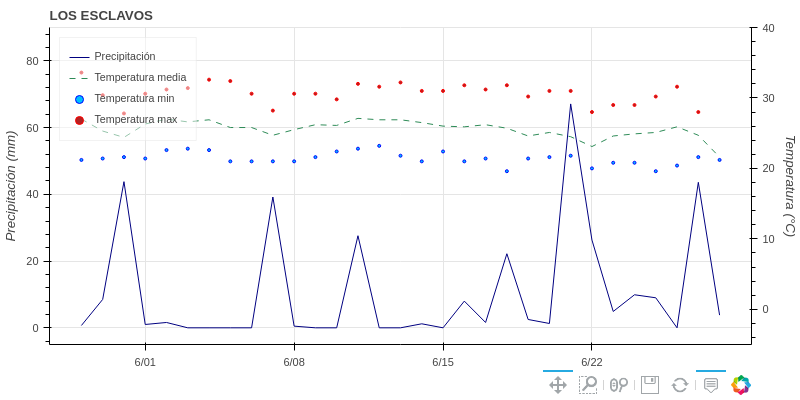 LOS ESCLAVOS
Precipitación
Temperatura media
Temperatura min
Temperatura max
Precipitación (mm)
80
60
40
20
0
Temperatura (°C)
40
30
20
10
0
6/01
6/08
6/15
6/22